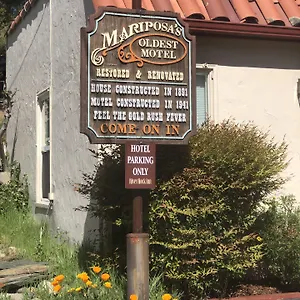 MARIPOSA'S
OLDEST
MOTEL
RESTORED & RENOVATED
HOUSE CONSTRUCTED IN 1891
MOTEL CONSTRUCTED IN 1941
FEEL THE GOLD RUSH FEVER
COME ON IN
HOTEL
PARKING
ONLY